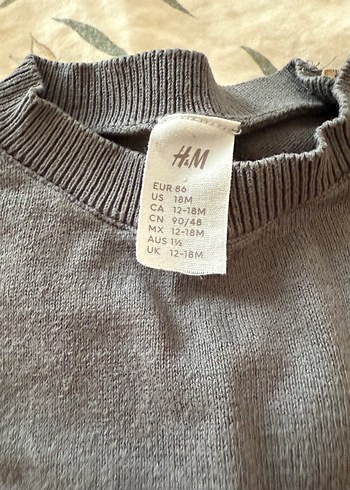 H&M
EUR 86
US 18M
CA 12-18M
CN 90/48
MX 12-18M
AUS 1½
UK 12-18M